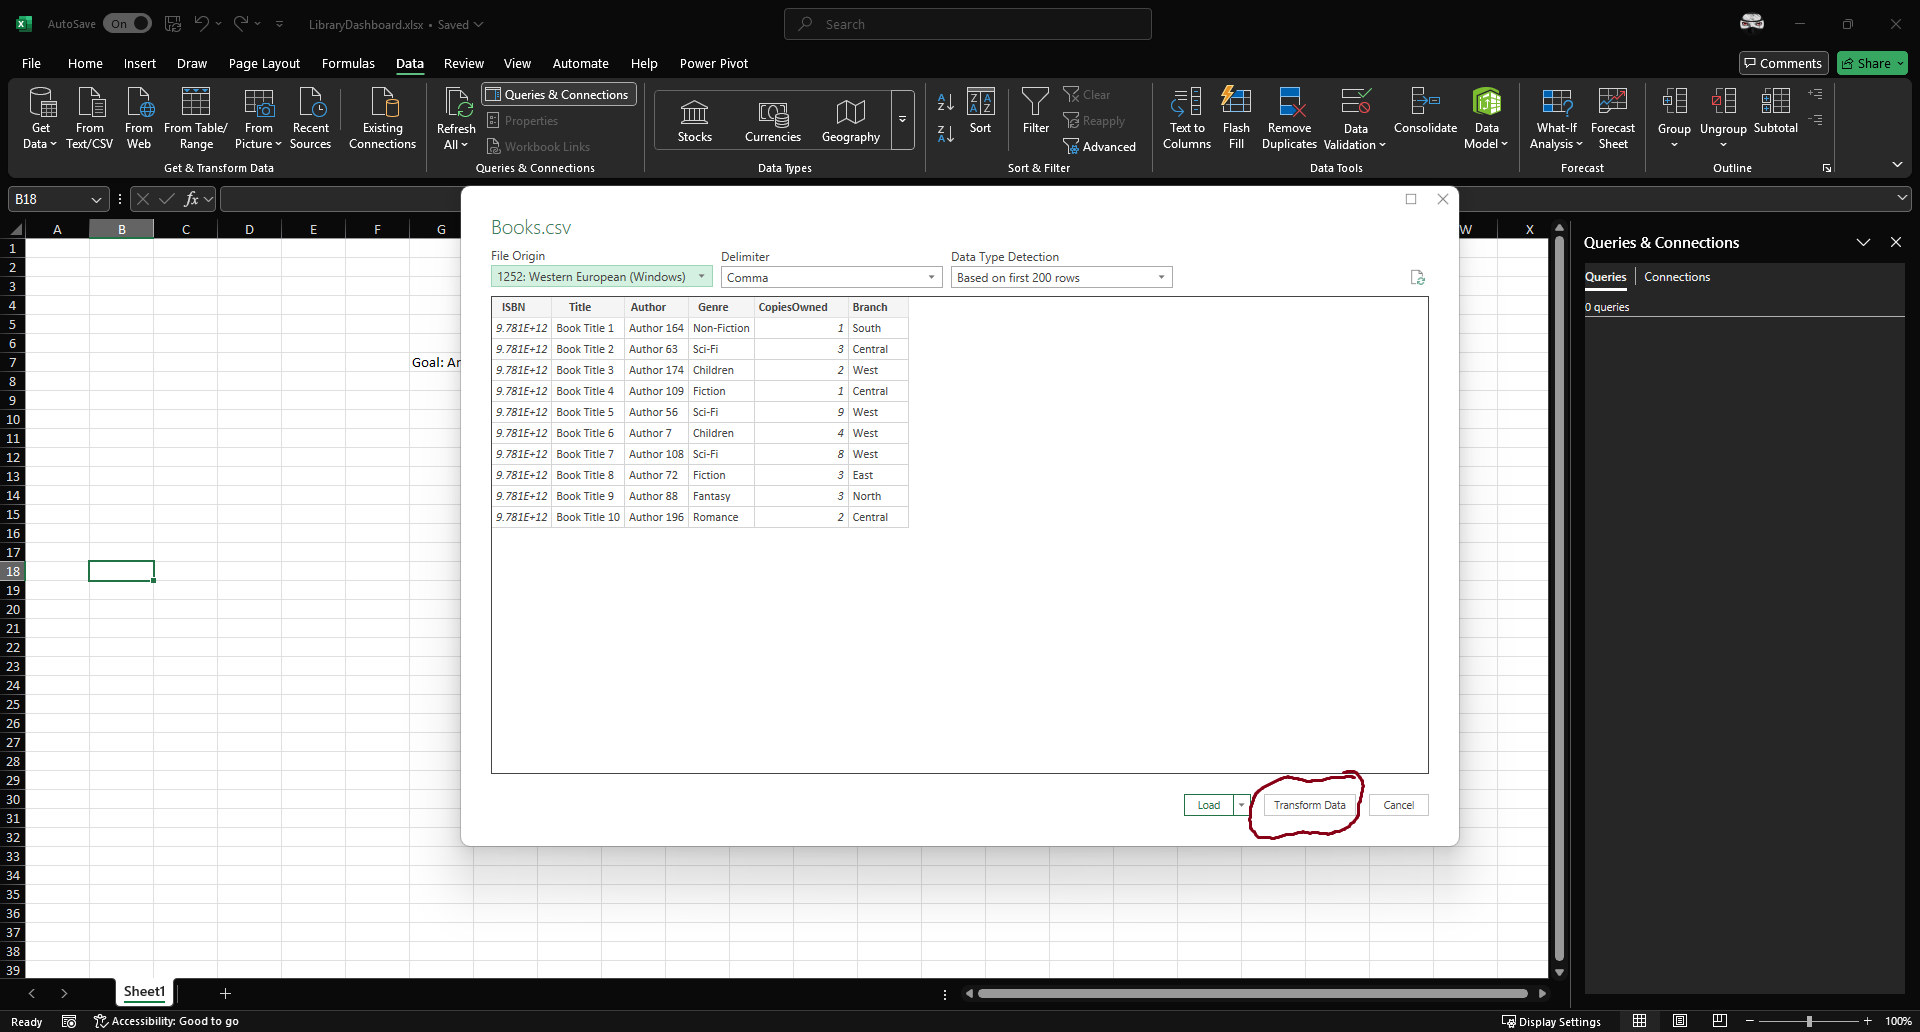 AutoSave On LibraryDashboard.xlsx • Saved Search
File Home Insert Draw Page Layout Formulas Data Review View Automate Help Power Pivot Comments Share
Get Data From Text/CSV From Web From Table/ Range From Picture Recent Sources Existing Connections
Get & Transform Data
Refresh All Queries & Connections Properties Workbook Links
Queries & Connections
Stocks Currencies Geography
Data Types
Sort Filter Clear Reapply Advanced
Sort & Filter
Text to Columns Flash Fill Remove Duplicates Data Validation Consolidate Data Model
Data Tools
What-If Analysis Forecast Sheet
Forecast
Group Ungroup Subtotal
Outline
B18 fx
A B C D E F G W X
1
2
3
4
5
6
7 Goal: Ar
8
9
10
11
12
13
14
15
16
17
18
19
20
21
22
23
24
25
26
27
28
29
30
31
32
33
34
35
36
37
38
39
Books.csv
File Origin Delimiter Data Type Detection
1252: Western European (Windows) Comma Based on first 200 rows
ISBN Title Author Genre CopiesOwned Branch
9.781E+12 Book Title 1 Author 164 Non-Fiction 1 South
9.781E+12 Book Title 2 Author 63 Sci-Fi 3 Central
9.781E+12 Book Title 3 Author 174 Children 2 West
9.781E+12 Book Title 4 Author 109 Fiction 1 Central
9.781E+12 Book Title 5 Author 56 Sci-Fi 9 West
9.781E+12 Book Title 6 Author 7 Children 4 West
9.781E+12 Book Title 7 Author 108 Sci-Fi 8 West
9.781E+12 Book Title 8 Author 72 Fiction 3 East
9.781E+12 Book Title 9 Author 88 Fantasy 3 North
9.781E+12 Book Title 10 Author 196 Romance 2 Central
Load Transform Data Cancel
Queries & Connections
Queries Connections
0 queries
Sheet1
Ready Accessibility: Good to go Display Settings 100%